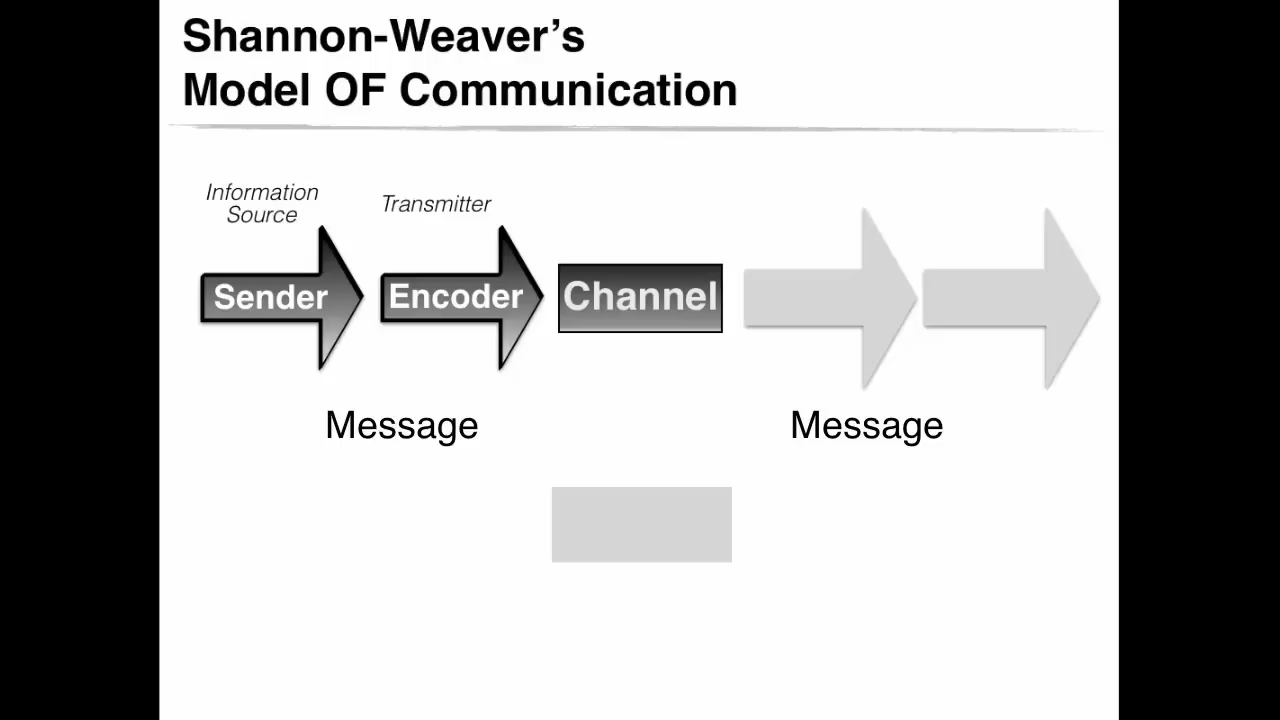 Shannon-Weaver’s
Model OF Communication
Information
Source
Transmitter
Sender
Encoder
Channel
Message
Message